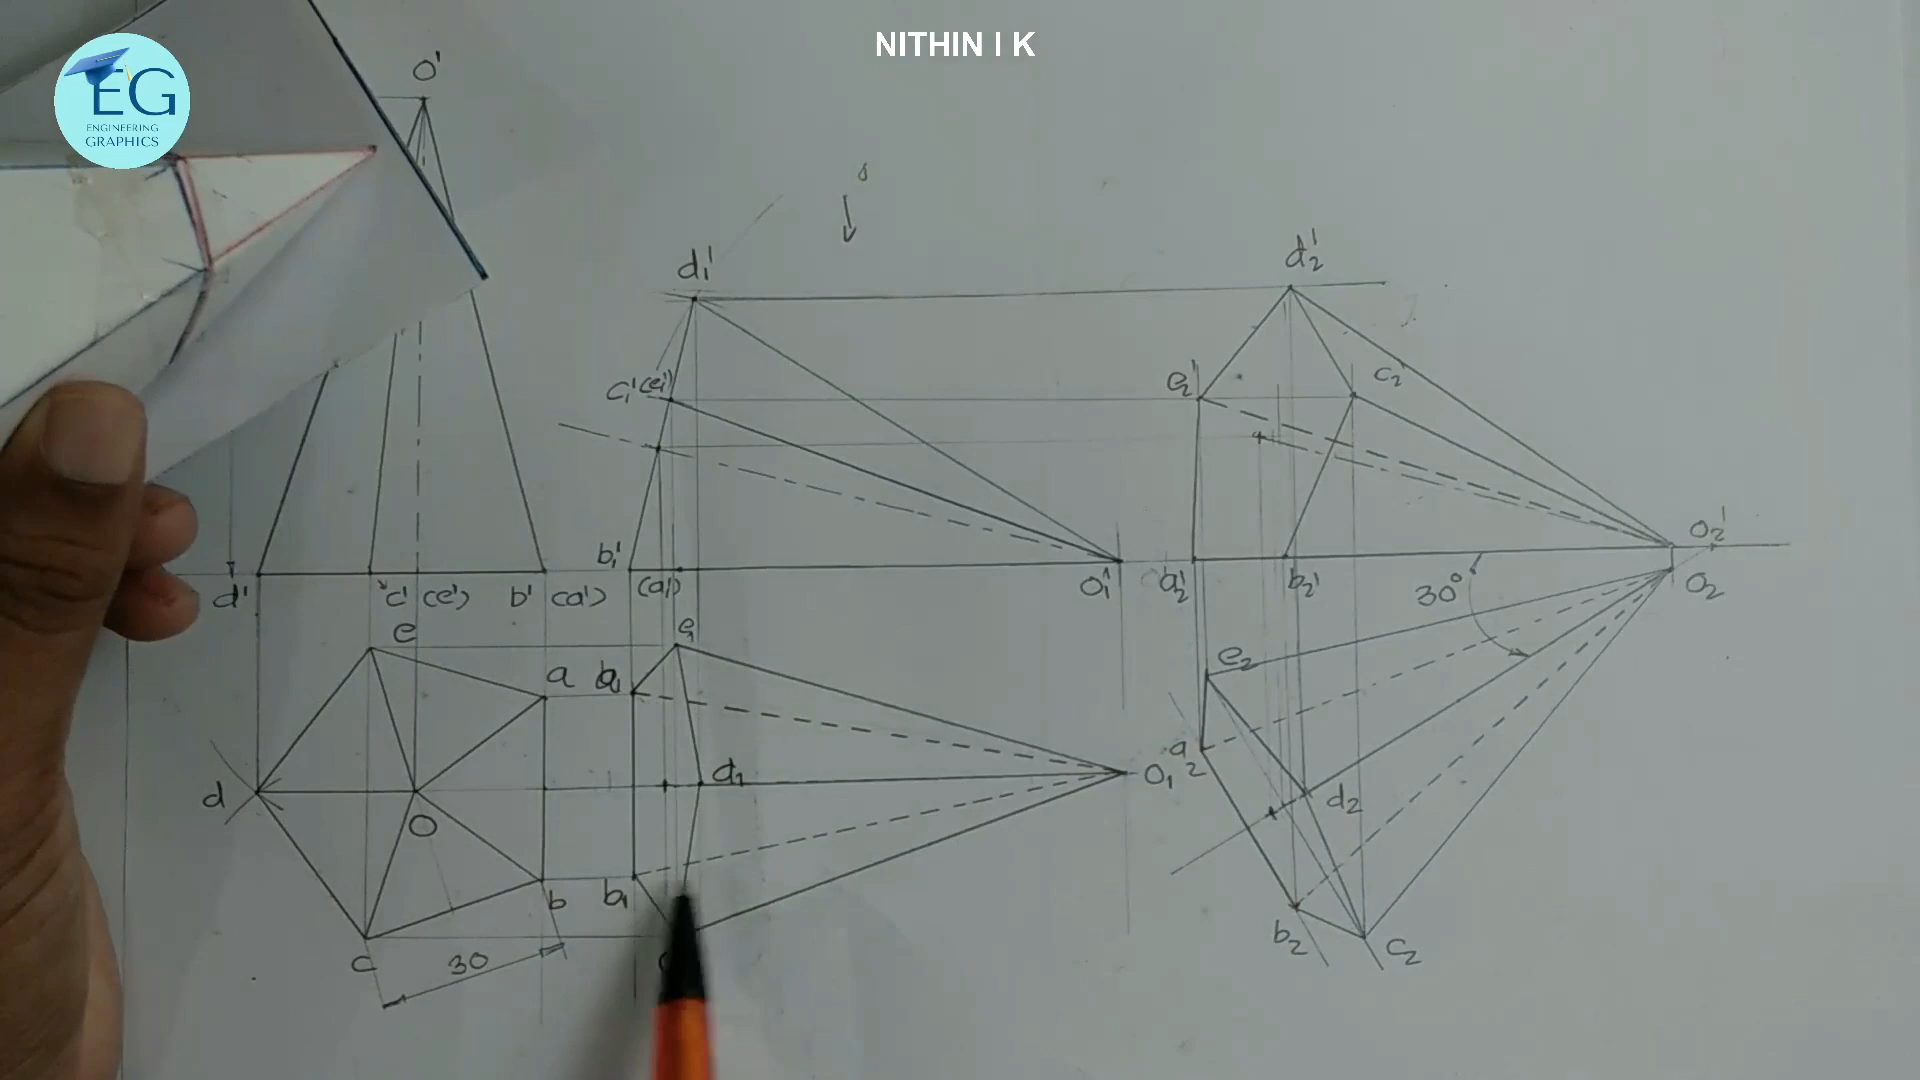 NITHIN I K
EG
ENGINEERING
GRAPHICS
o'
d1'
d2'
c1'(e1')
e2'
c2
b1'
(a1')
o1'
a2'
b2'
o2'
o2
30°
d'
c' (e')
b' (a')
e
e1
a
a1
e2
a2
d
o
d1
o1
d2
b
b1
b2
c2
c
30